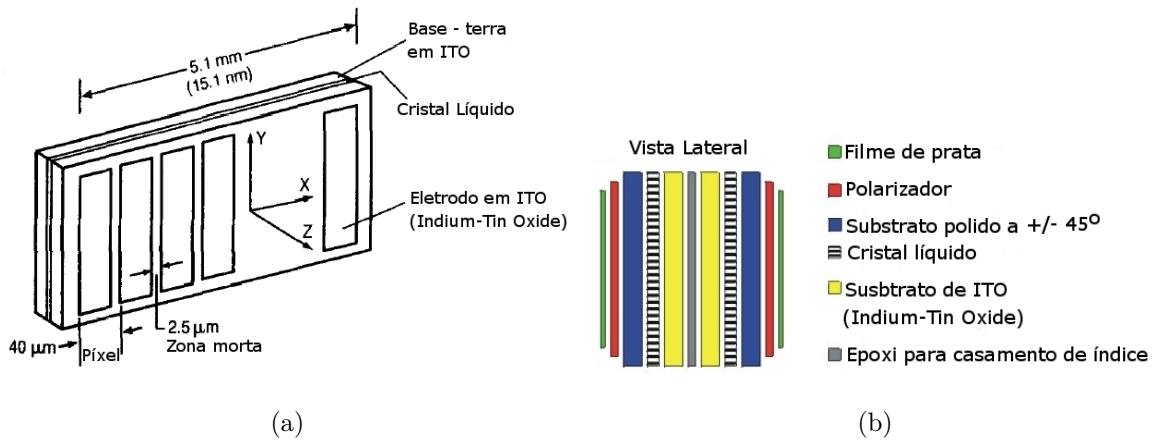 5.1 mm
(15.1 nm)
Base - terra
em ITO
Cristal Líquido
Y
X
Z
Eletrodo em ITO
(Indium-Tin Oxide)
2.5 µm
Zona morta
40 µm
Píxel
(a)
Vista Lateral
Filme de prata
Polarizador
Substrato polido a +/- 45º
Cristal líquido
Susbtrato de ITO
(Indium-Tin Oxide)
Epoxi para casamento de índice
(b)